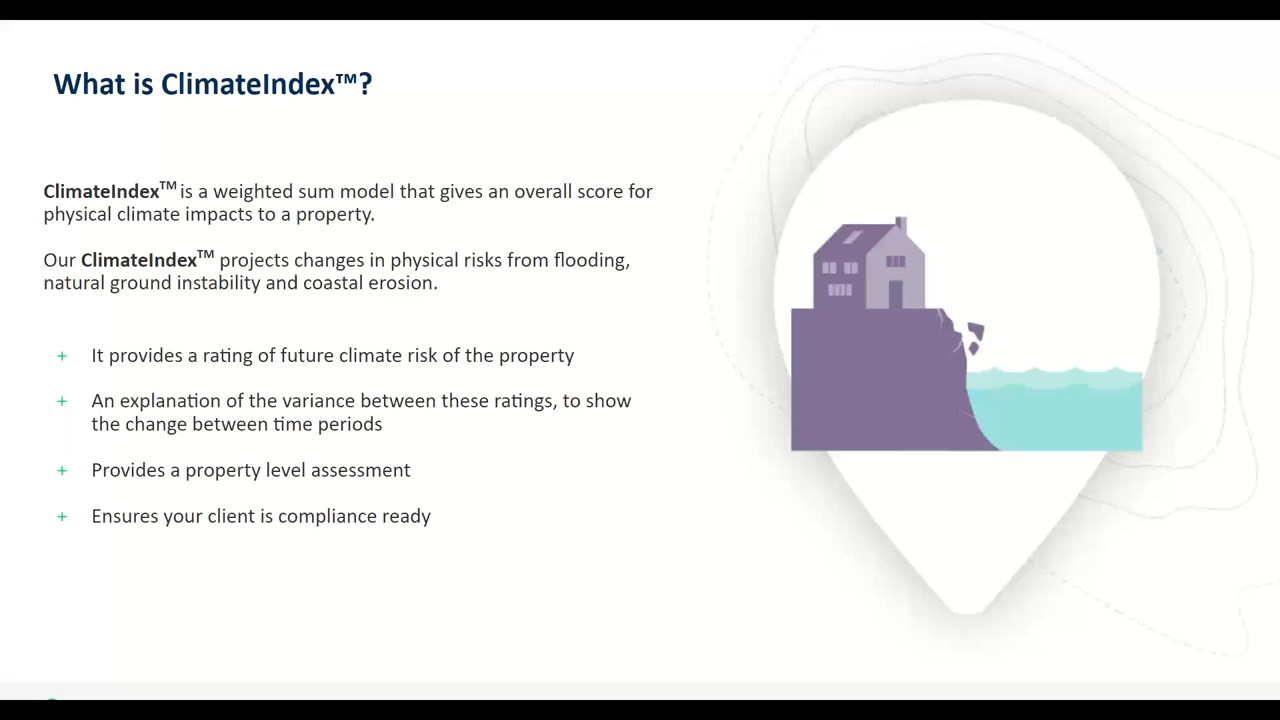 What is ClimateIndex™?
ClimateIndex™ is a weighted sum model that gives an overall score for
physical climate impacts to a property.
Our ClimateIndex™ projects changes in physical risks from flooding,
natural ground instability and coastal erosion.
+ It provides a rating of future climate risk of the property
+ An explanation of the variance between these ratings, to show
the change between time periods
+ Provides a property level assessment
+ Ensures your client is compliance ready